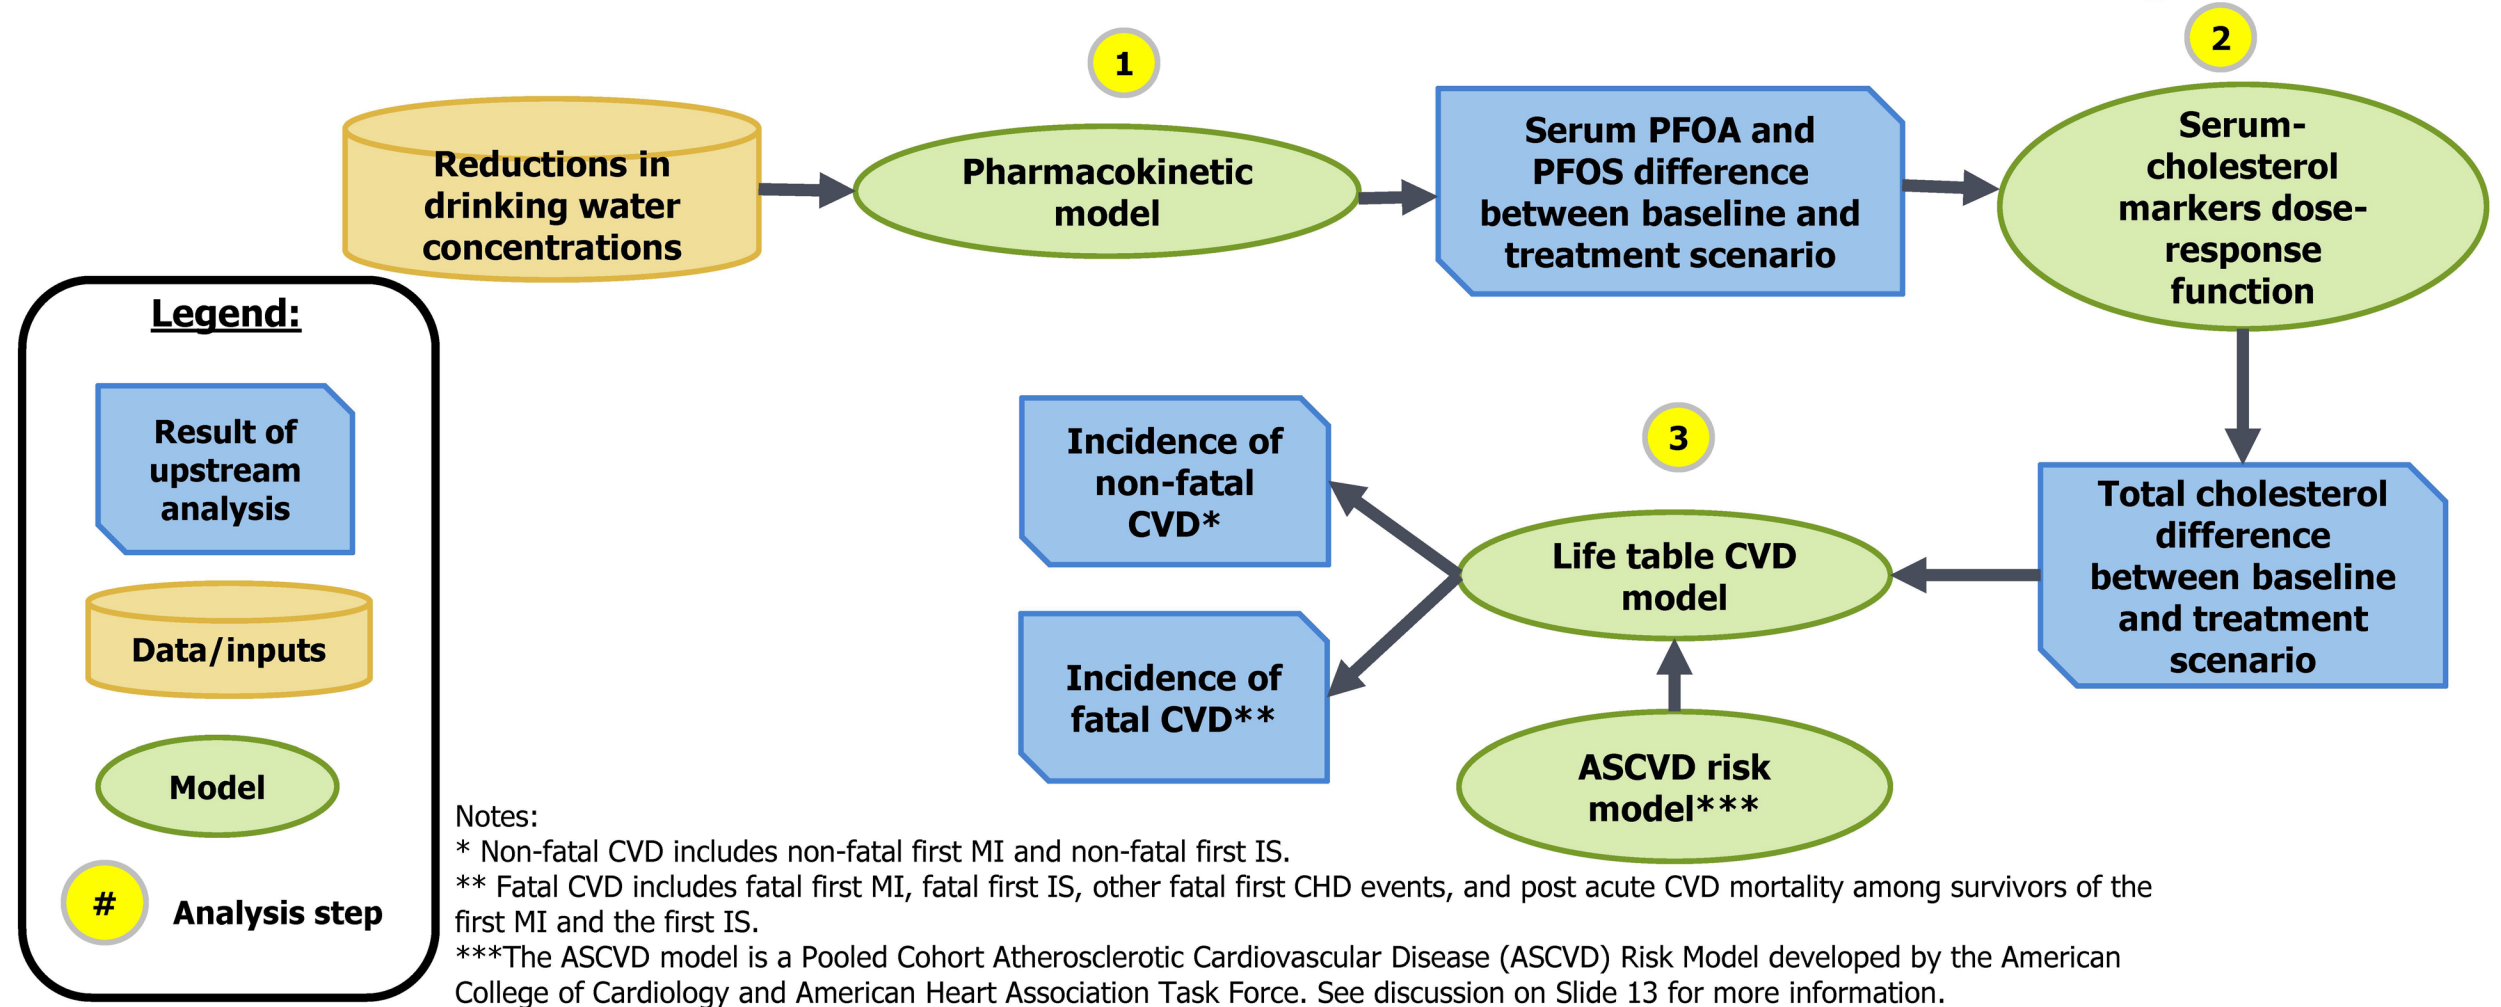 1
2
Reductions in
drinking water
concentrations
Pharmacokinetic
model
Serum PFOA and
PFOS difference
between baseline and
treatment scenario
Serum-
cholesterol
markers dose-
response
function
Legend:
Result of
upstream
analysis
Data/inputs
Model
#
Analysis step
Incidence of
non-fatal
CVD*
Incidence of
fatal CVD**
3
Life table CVD
model
ASCVD risk
model***
Total cholesterol
difference
between baseline
and treatment
scenario
Notes:
* Non-fatal CVD includes non-fatal first MI and non-fatal first IS.
** Fatal CVD includes fatal first MI, fatal first IS, other fatal first CHD events, and post acute CVD mortality among survivors of the
first MI and the first IS.
***The ASCVD model is a Pooled Cohort Atherosclerotic Cardiovascular Disease (ASCVD) Risk Model developed by the American
College of Cardiology and American Heart Association Task Force. See discussion on Slide 13 for more information.